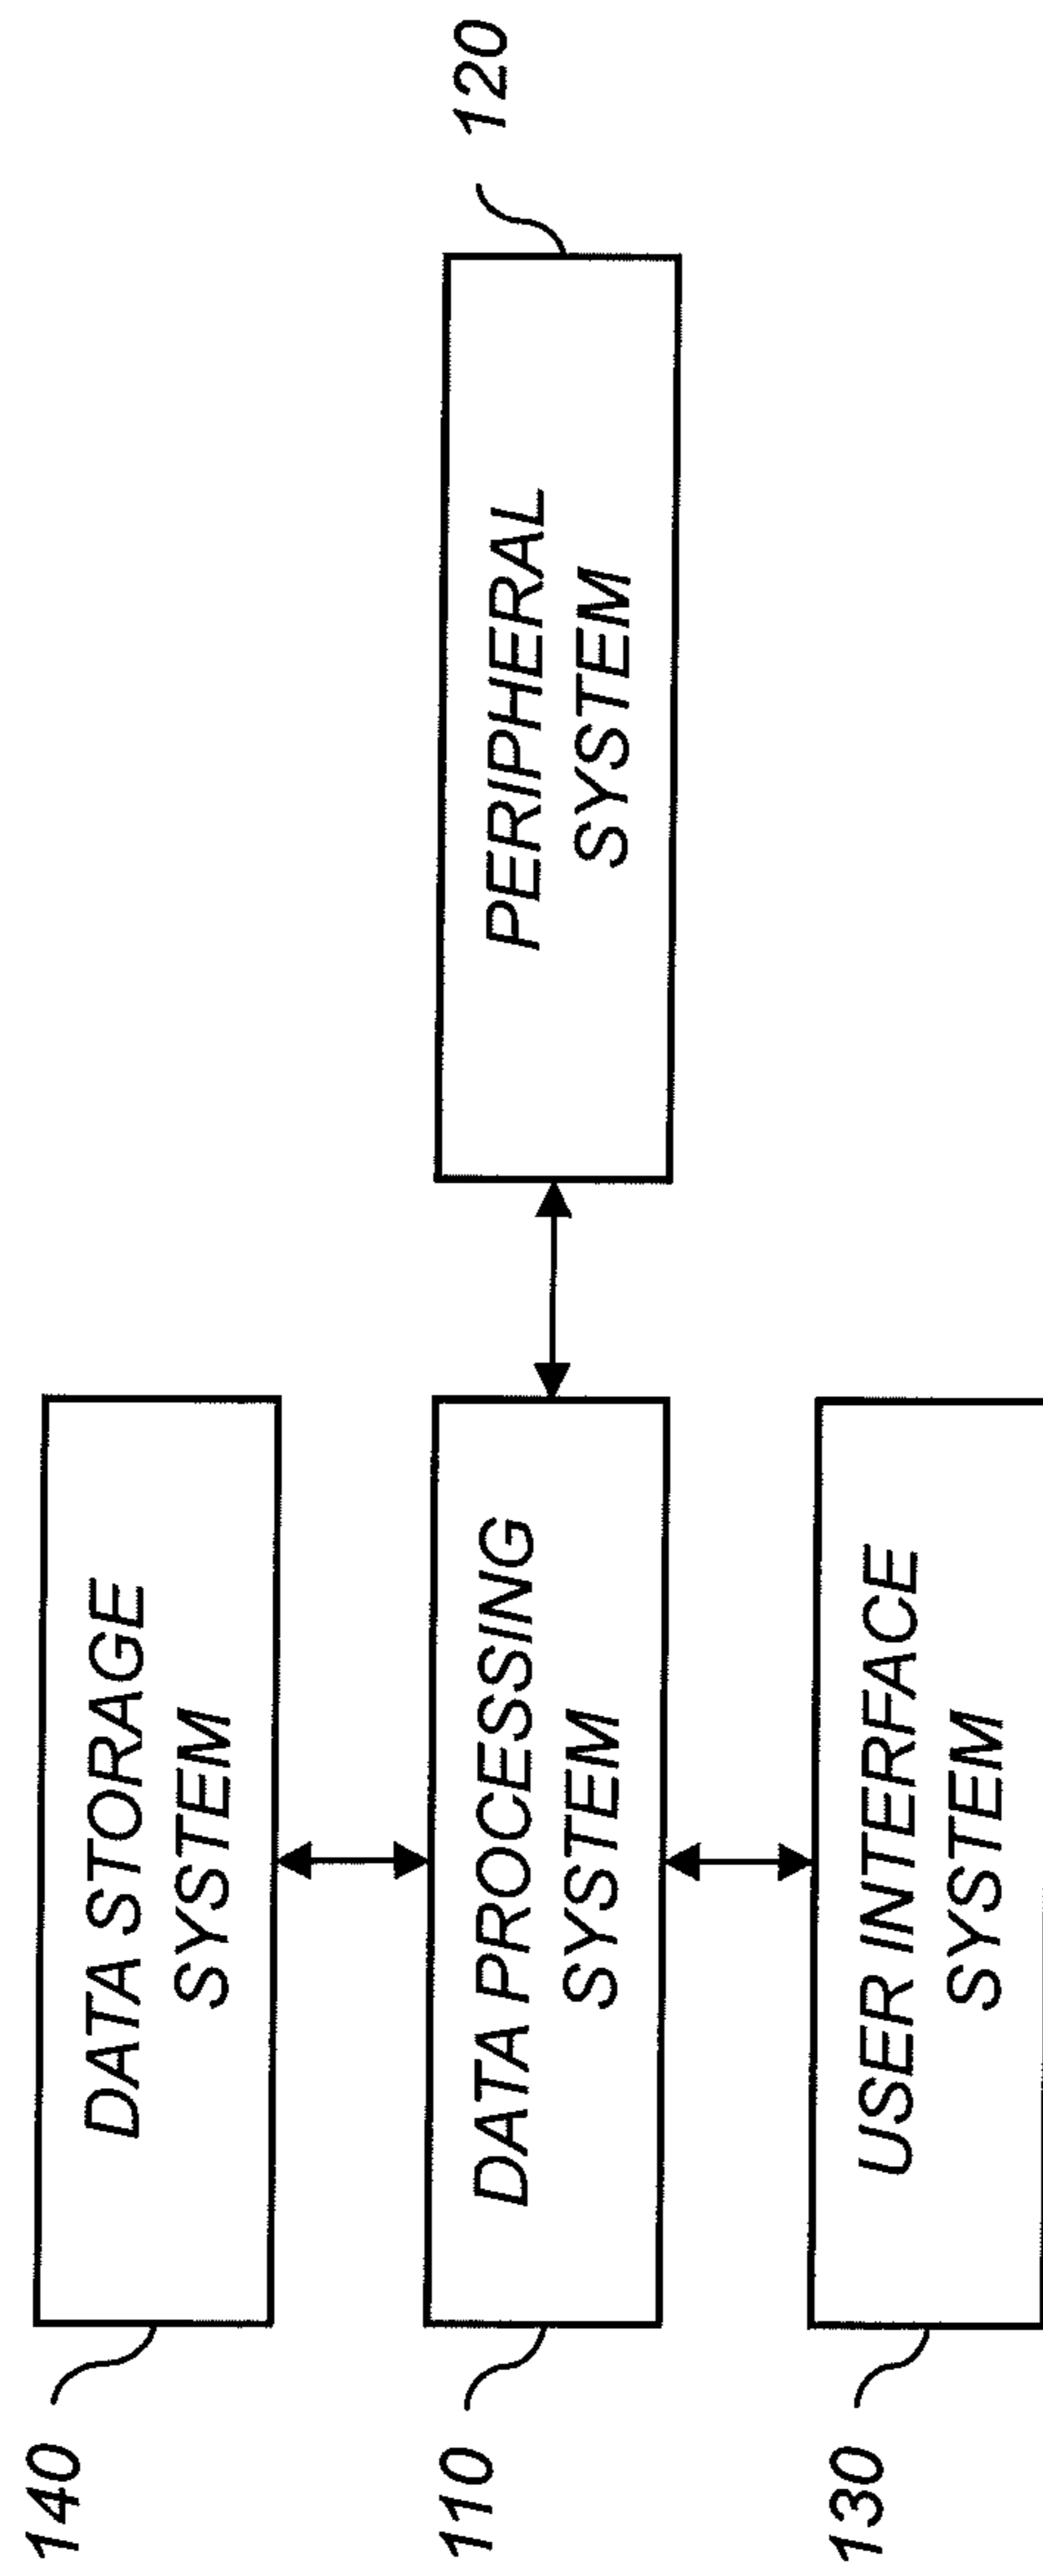 140
DATA STORAGE
SYSTEM
110
DATA PROCESSING
SYSTEM
PERIPHERAL
SYSTEM
120
130
USER INTERFACE
SYSTEM